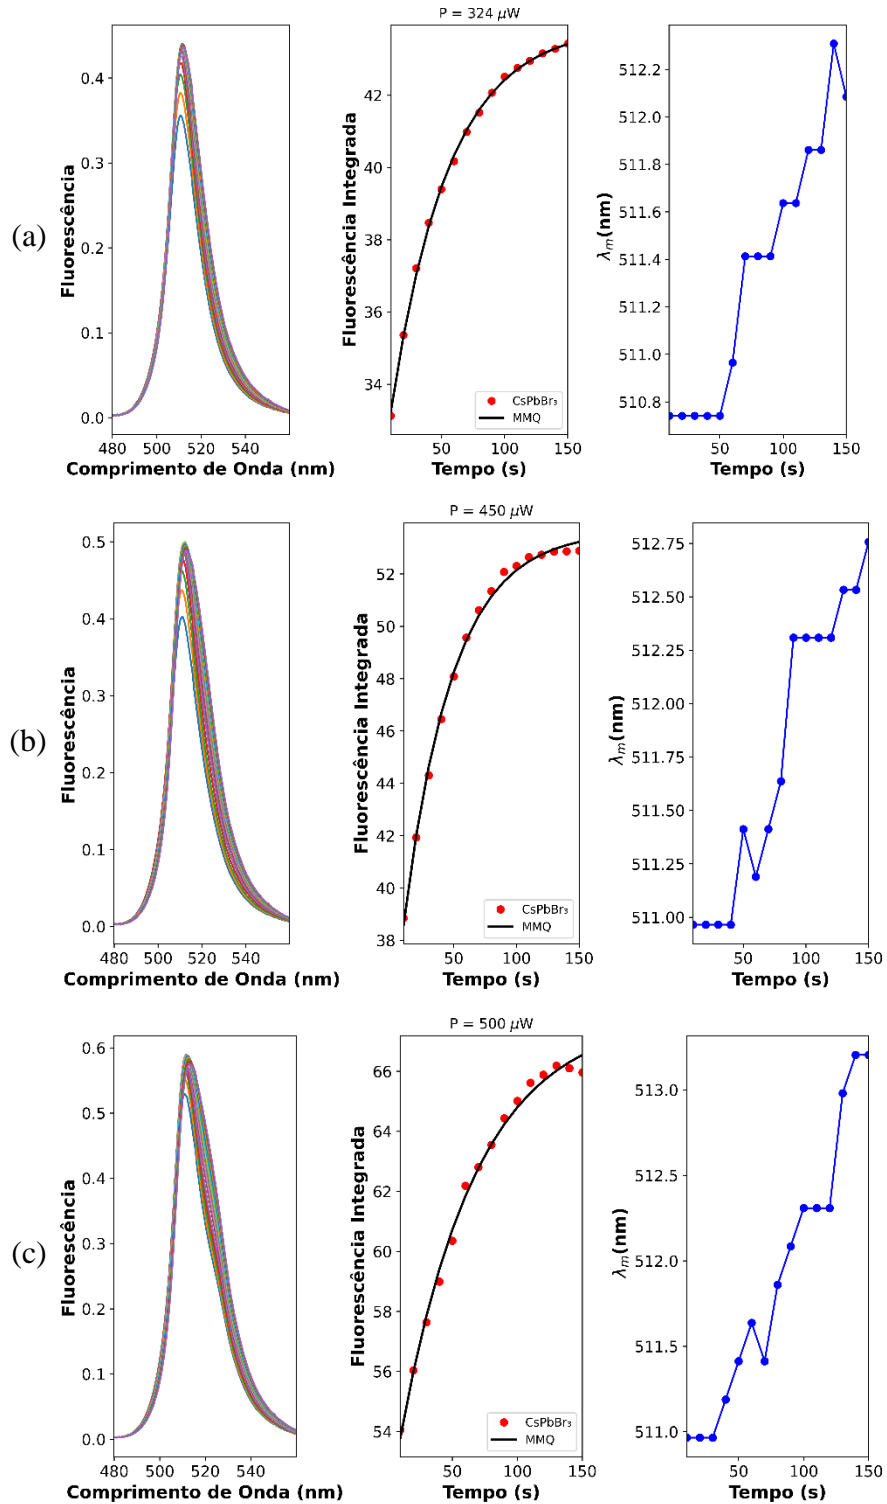 (a)
Fluorescência
0.4
0.3
0.2
0.1
0.0
480 500 520 540
Comprimento de Onda (nm)
P = 324 μW
Fluorescência Integrada
42
40
38
36
34
CsPbBr₃
MMQ
50 100 150
Tempo (s)
λm(nm)
512.2
512.0
511.8
511.6
511.4
511.2
511.0
510.8
50 100 150
Tempo (s)
(b)
Fluorescência
0.5
0.4
0.3
0.2
0.1
0.0
480 500 520 540
Comprimento de Onda (nm)
P = 450 μW
Fluorescência Integrada
52
50
48
46
44
42
40
38
CsPbBr₃
MMQ
50 100 150
Tempo (s)
λm(nm)
512.75
512.50
512.25
512.00
511.75
511.50
511.25
511.00
50 100 150
Tempo (s)
(c)
Fluorescência
0.6
0.5
0.4
0.3
0.2
0.1
0.0
480 500 520 540 560
Comprimento de Onda (nm)
P = 500 μW
Fluorescência Integrada
66
64
62
60
58
56
54
CsPbBr₃
MMQ
50 100 150
Tempo (s)
λm(nm)
513.0
512.5
512.0
511.5
511.0
50 100 150
Tempo (s)